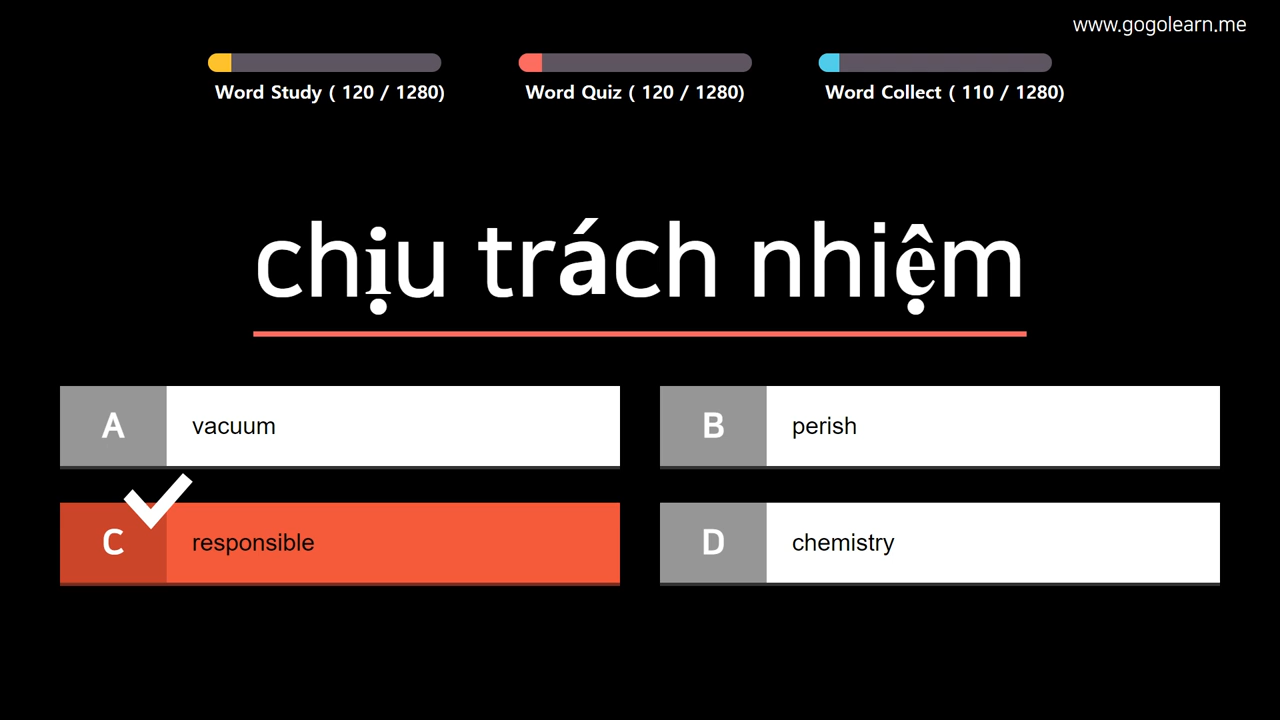 www.gogolearn.me
Word Study ( 120 / 1280)
Word Quiz ( 120 / 1280)
Word Collect ( 110 / 1280)
chịu trách nhiệm
A vacuum
B perish
C responsible
D chemistry